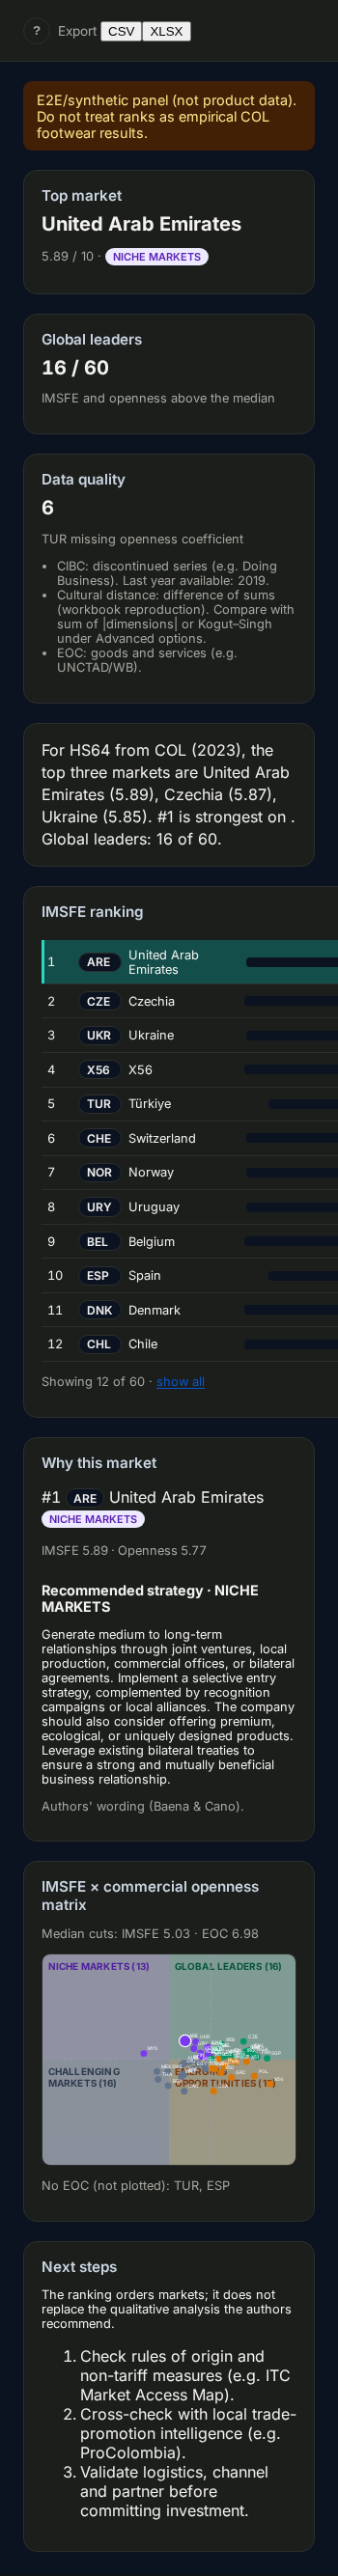 ?
Export CSV XLSX
E2E/synthetic panel (not product data).
Do not treat ranks as empirical COL
footwear results.
Top market
United Arab Emirates
5.89 / 10 · NICHE MARKETS
Global leaders
16 / 60
IMSFE and openness above the median
Data quality
6
TUR missing openness coefficient
• CIBC: discontinued series (e.g. Doing
Business). Last year available: 2019.
• Cultural distance: difference of sums
(workbook reproduction). Compare with
sum of |dimensions| or Kogut–Singh
under Advanced options.
• EOC: goods and services (e.g.
UNCTAD/WB).
For HS64 from COL (2023), the
top three markets are United Arab
Emirates (5.89), Czechia (5.87),
Ukraine (5.85). #1 is strongest on .
Global leaders: 16 of 60.
IMSFE ranking
1 ARE United Arab
Emirates
2 CZE Czechia
3 UKR Ukraine
4 X56 X56
5 TUR Türkiye
6 CHE Switzerland
7 NOR Norway
8 URY Uruguay
9 BEL Belgium
10 ESP Spain
11 DNK Denmark
12 CHL Chile
Showing 12 of 60 · show all
Why this market
#1 ARE United Arab Emirates
NICHE MARKETS
IMSFE 5.89 · Openness 5.77
Recommended strategy · NICHE
MARKETS
Generate medium to long-term
relationships through joint ventures, local
production, commercial offices, or bilateral
agreements. Implement a selective entry
strategy, complemented by recognition
campaigns or local alliances. The company
should also consider offering premium,
ecological, or uniquely designed products.
Leverage existing bilateral treaties to
ensure a strong and mutually beneficial
business relationship.
Authors' wording (Baena & Cano).
IMSFE × commercial openness
matrix
Median cuts: IMSFE 5.03 · EOC 6.98
NICHE MARKETS (13)
GLOBAL LEADERS (16)
CHALLENGING
MARKETS (16)
EMERGING
OPPORTUNITIES
No EOC (not plotted): TUR, ESP
Next steps
The ranking orders markets; it does not
replace the qualitative analysis the authors
recommend.
1. Check rules of origin and
non-tariff measures (e.g. ITC
Market Access Map).
2. Cross-check with local trade-
promotion intelligence (e.g.
ProColombia).
3. Validate logistics, channel
and partner before
committing investment.